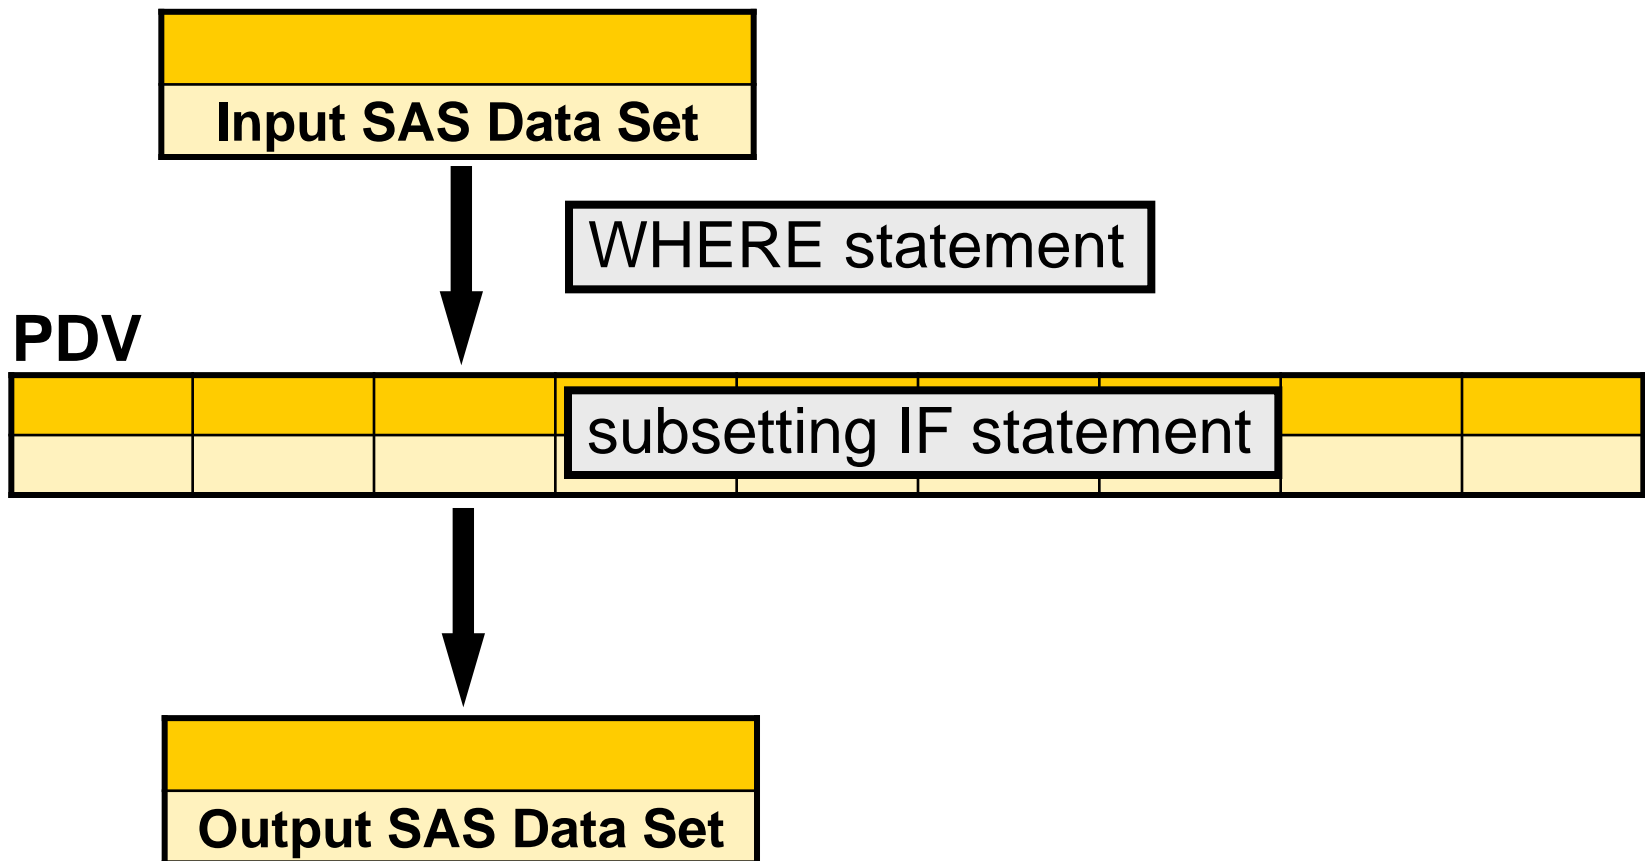 Input SAS Data Set
WHERE statement
PDV
subsetting IF statement
Output SAS Data Set